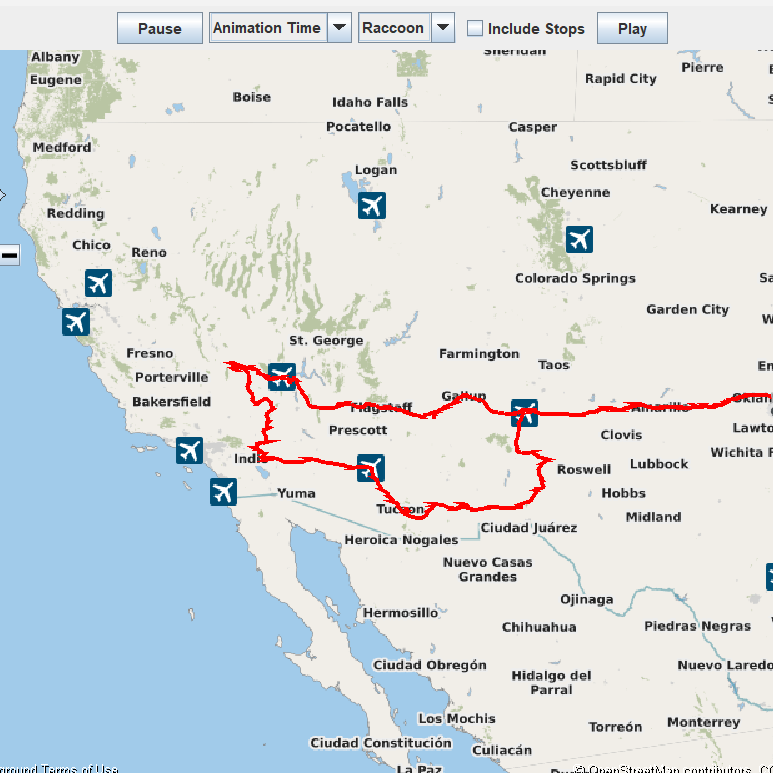 Pause
Animation Time
Raccoon
Include Stops
Play
Sheridan
Albany
Eugene
Pierre
Rapid City
Boise
Idaho Falls
Pocatello
Casper
Medford
Logan
Scottsbluff
Cheyenne
Redding
Kearney
Chico
Reno
Colorado Springs
Garden City
St. George
Fresno
Farmington
Taos
Porterville
Bakersfield
Flagstaff
Gallup
Amarillo
Prescott
Clovis
Lawto
Wichita F
Roswell
Lubbock
Yuma
Hobbs
Tucson
Midland
Ciudad Juárez
Heroica Nogales
Nuevo Casas
Grandes
Ojinaga
Hermosillo
Chihuahua
Piedras Negras
Ciudad Obregón
Nuevo Laredo
Hidalgo del
Parral
Los Mochis
Torreón
Monterrey
Ciudad Constitución
Culiacán
La Paz
ground Terms of Use
© OpenStreetMap contributors, CC